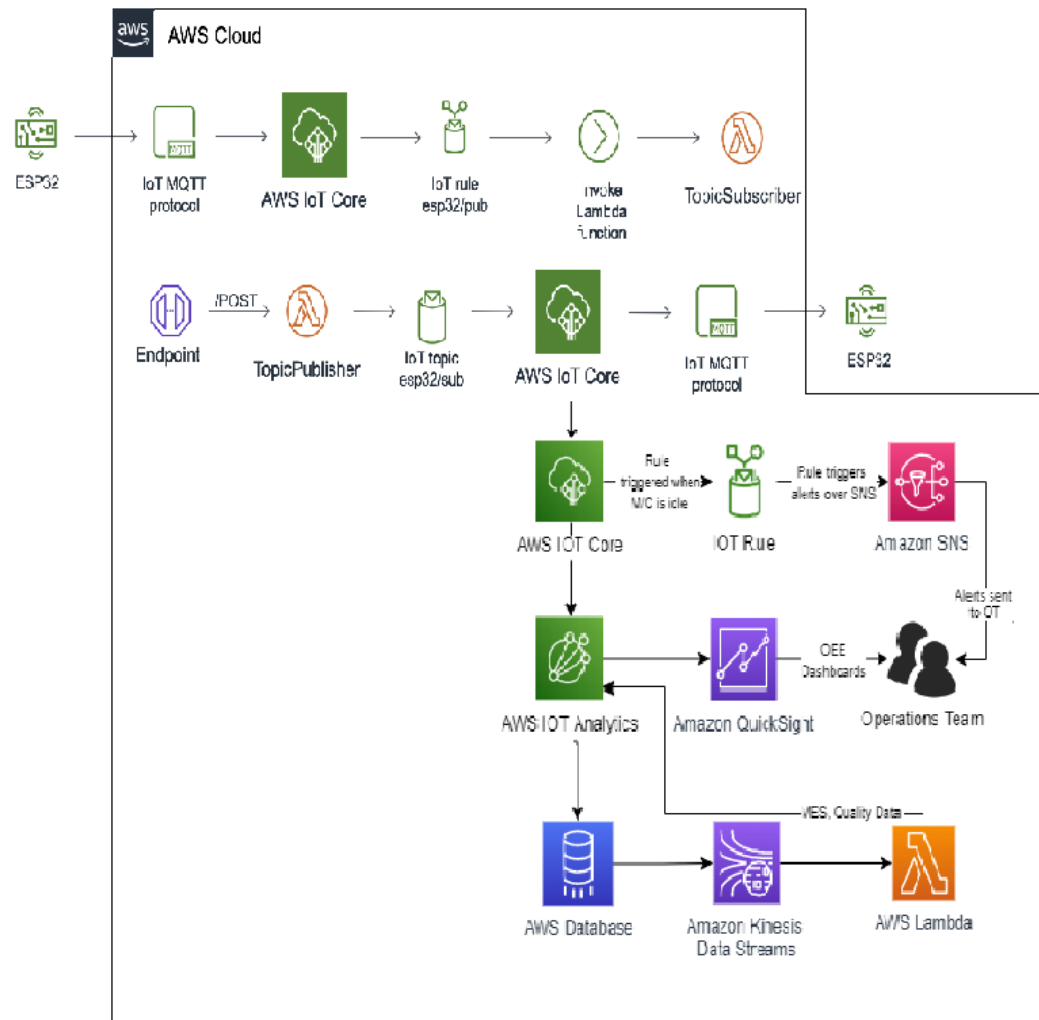 aws
AWS Cloud
ESP32
IoT MQTT
protocol
MQTT
AWS IoT Core
IoT rule
esp32/pub
Invoke
Lambda
function
TopicSubscriber
Endpoint
/POST
TopicPublisher
IoT topic
esp32/sub
AWS IoT Core
MQTT
IoT MQTT
protocol
ESP32
AWS IOT Core
Rule
triggered when
M/C is idle
IOT Rule
Rule triggers
alerts over SNS
Amazon SNS
Alerts sent
to OT
AWS IOT Analytics
Amazon QuickSight
OEE
Dashboards
Operations Team
MES, Quality Data
AWS Database
Amazon Kinesis
Data Streams
AWS Lambda